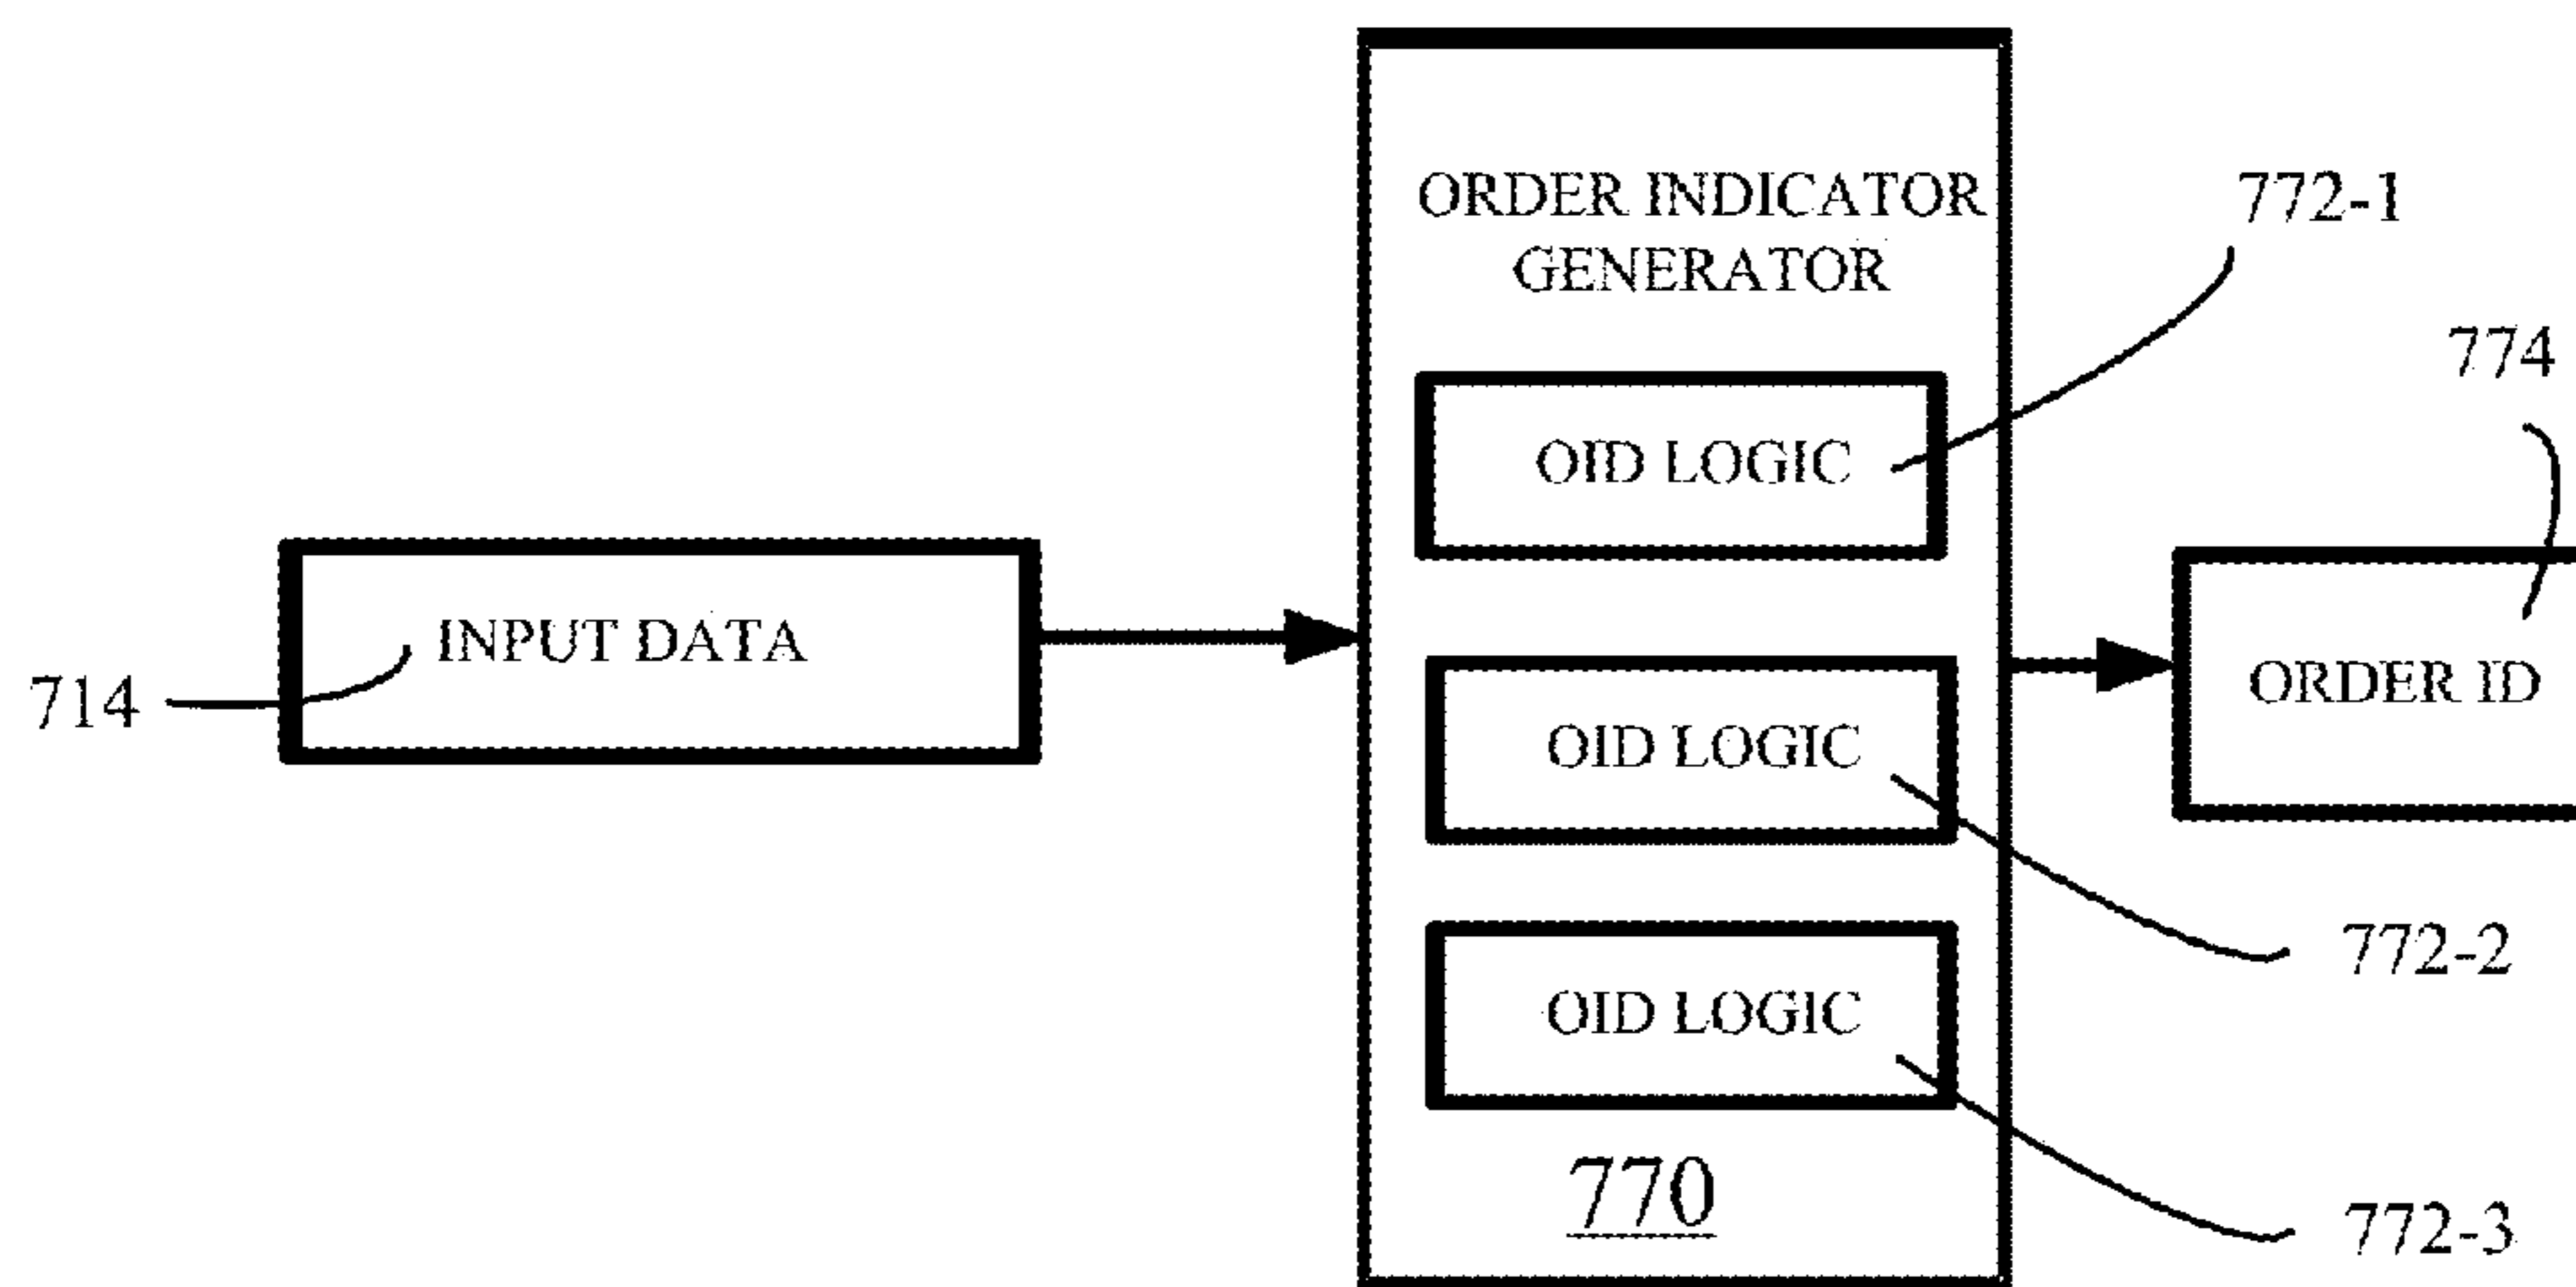 ORDER INDICATOR
GENERATOR
772-1
774
OID LOGIC
INPUT DATA
714
ORDER ID
OID LOGIC
772-2
OID LOGIC
770
772-3